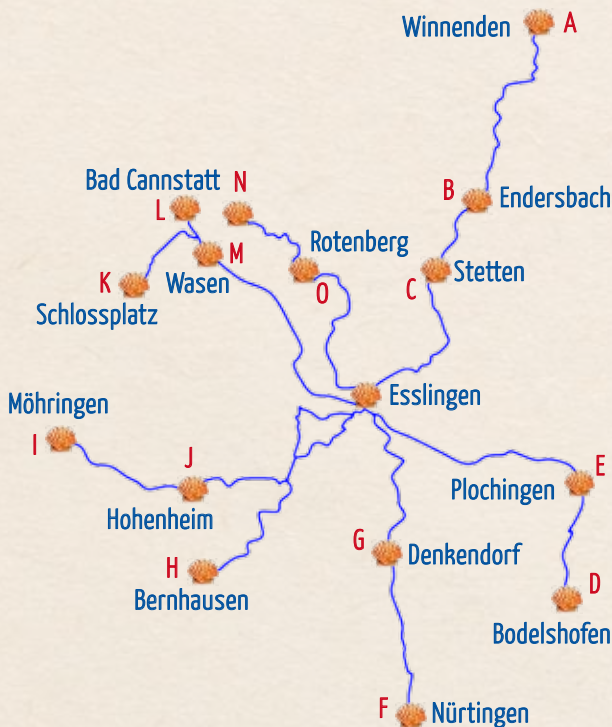 Winnenden A
B Endersbach
Bad Cannstatt N
L
Rotenberg
M
C Stetten
K Wasen O
Schlossplatz
Esslingen
Möhringen
I J
Plochingen E
Hohenheim
G Denkendorf
H
Bernhausen
D
Bodelshofen
F Nürtingen